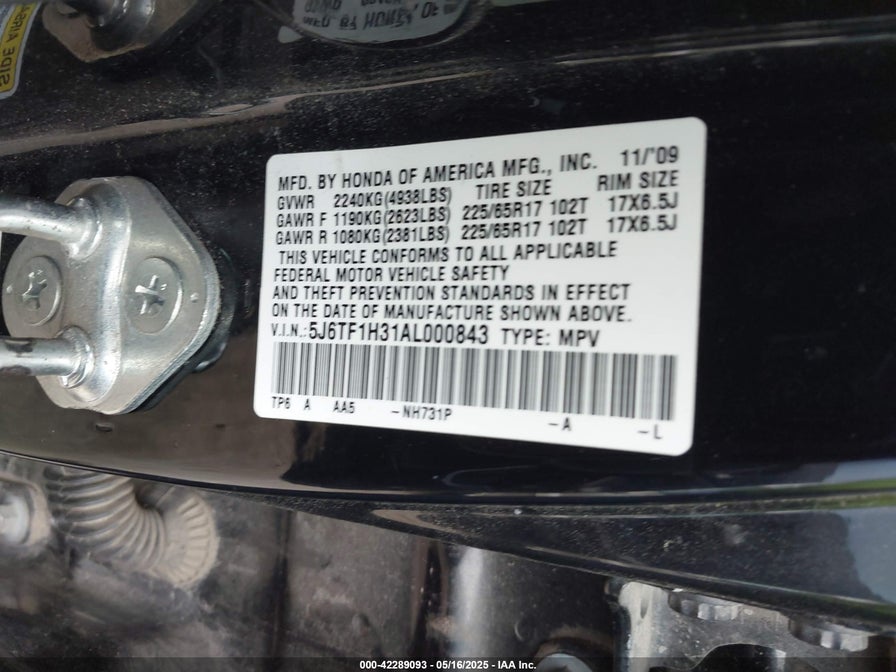 SIDE AIRBA
MFD. BY HONDA OF AMERICA MFG., INC. 11/'09
GVWR 2240KG(4938LBS) TIRE SIZE RIM SIZE
GAWR F 1190KG(2623LBS) 225/65R17 102T 17X6.5J
GAWR R 1080KG(2381LBS) 225/65R17 102T 17X6.5J
THIS VEHICLE CONFORMS TO ALL APPLICABLE
FEDERAL MOTOR VEHICLE SAFETY
AND THEFT PREVENTION STANDARDS IN EFFECT
ON THE DATE OF MANUFACTURE SHOWN ABOVE.
V.I.N.: 5J6TF1H31AL000843 TYPE: MPV
TP6 A AA5 -NH731P -A -L
000-42289093 - 05/16/2025 - IAA Inc.